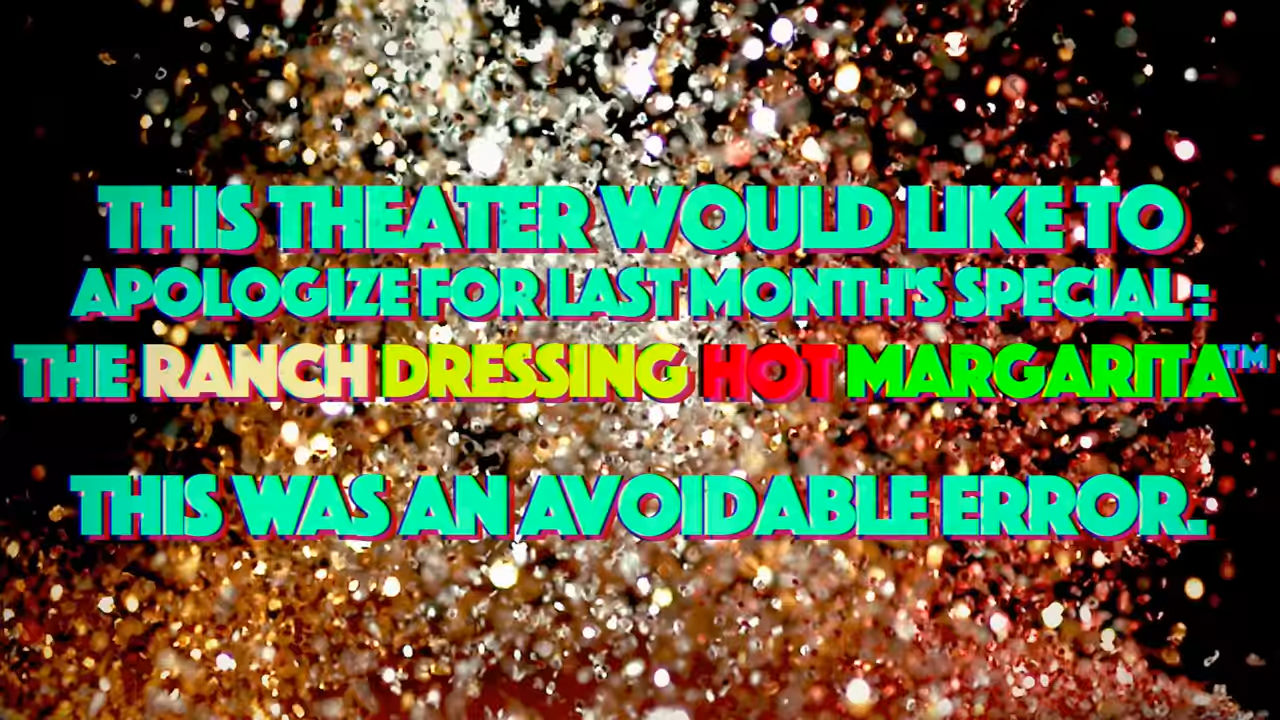 THIS THEATER WOULD LIKE TO
APOLOGIZE FOR LAST MONTH'S SPECIAL:
THE RANCH DRESSING HOT MARGARITA™
THIS WAS AN AVOIDABLE ERROR.